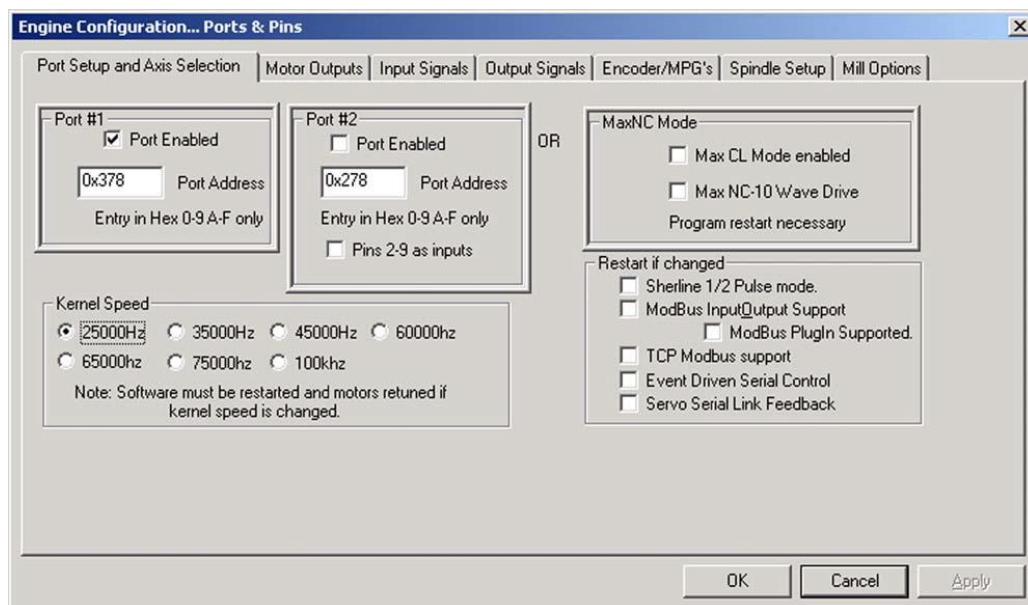 Engine Configuration... Ports & Pins
Port Setup and Axis Selection
Motor Outputs
Input Signals
Output Signals
Encoder/MPG's
Spindle Setup
Mill Options
Port #1
Port Enabled
0x378
Port Address
Entry in Hex 0-9 A-F only
Port #2
Port Enabled
0x278
Port Address
Entry in Hex 0-9 A-F only
Pins 2-9 as inputs
OR
MaxNC Mode
Max CL Mode enabled
Max NC-10 Wave Drive
Program restart necessary
Restart if changed
Sherline 1/2 Pulse mode.
ModBus InputOutput Support
ModBus PlugIn Supported.
TCP Modbus support
Event Driven Serial Control
Servo Serial Link Feedback
Kernel Speed
25000Hz
35000Hz
45000Hz
60000hz
65000hz
75000hz
100khz
Note: Software must be restarted and motors retuned if
kernel speed is changed.
OK
Cancel
Apply